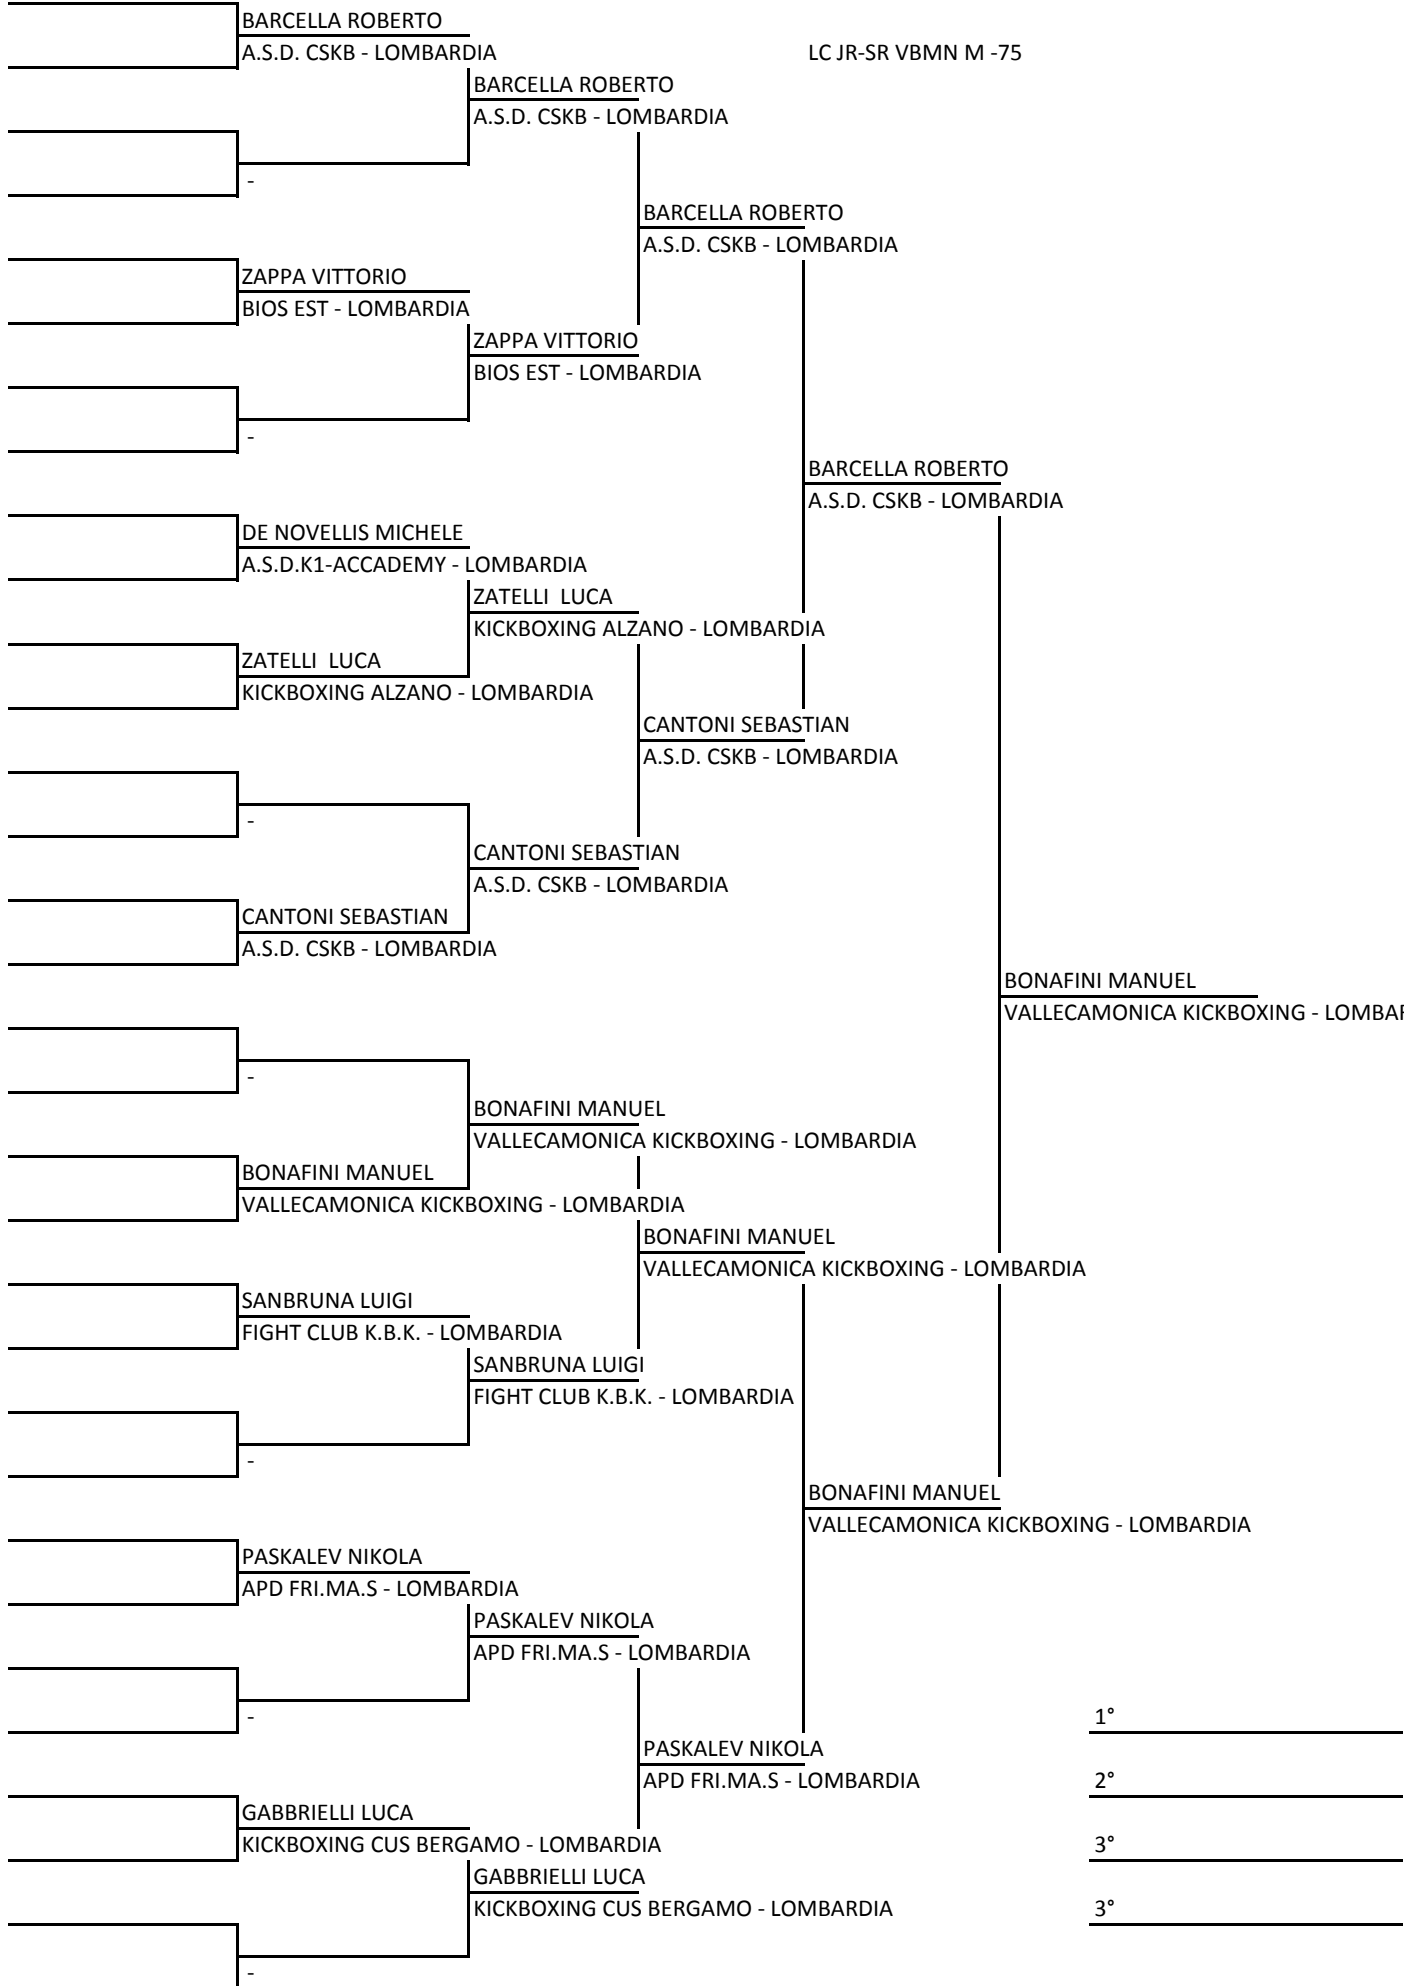 BARCELLA ROBERTO
A.S.D. CSKB - LOMBARDIA
LC JR-SR VBMN M -75
BARCELLA ROBERTO
A.S.D. CSKB - LOMBARDIA
-
BARCELLA ROBERTO
A.S.D. CSKB - LOMBARDIA
ZAPPA VITTORIO
BIOS EST - LOMBARDIA
ZAPPA VITTORIO
BIOS EST - LOMBARDIA
-
BARCELLA ROBERTO
A.S.D. CSKB - LOMBARDIA
DE NOVELLIS MICHELE
A.S.D.K1-ACCADEMY - LOMBARDIA
ZATELLI  LUCA
KICKBOXING ALZANO - LOMBARDIA
ZATELLI  LUCA
KICKBOXING ALZANO - LOMBARDIA
CANTONI SEBASTIAN
A.S.D. CSKB - LOMBARDIA
-
CANTONI SEBASTIAN
A.S.D. CSKB - LOMBARDIA
CANTONI SEBASTIAN
A.S.D. CSKB - LOMBARDIA
BONAFINI MANUEL
VALLECAMONICA KICKBOXING - LOMBAR
-
BONAFINI MANUEL
VALLECAMONICA KICKBOXING - LOMBARDIA
BONAFINI MANUEL
VALLECAMONICA KICKBOXING - LOMBARDIA
BONAFINI MANUEL
VALLECAMONICA KICKBOXING - LOMBARDIA
SANBRUNA LUIGI
FIGHT CLUB K.B.K. - LOMBARDIA
SANBRUNA LUIGI
FIGHT CLUB K.B.K. - LOMBARDIA
-
BONAFINI MANUEL
VALLECAMONICA KICKBOXING - LOMBARDIA
PASKALEV NIKOLA
APD FRI.MA.S - LOMBARDIA
PASKALEV NIKOLA
APD FRI.MA.S - LOMBARDIA
-
1°
PASKALEV NIKOLA
APD FRI.MA.S - LOMBARDIA
2°
GABBRIELLI LUCA
KICKBOXING CUS BERGAMO - LOMBARDIA
3°
GABBRIELLI LUCA
KICKBOXING CUS BERGAMO - LOMBARDIA
3°
-